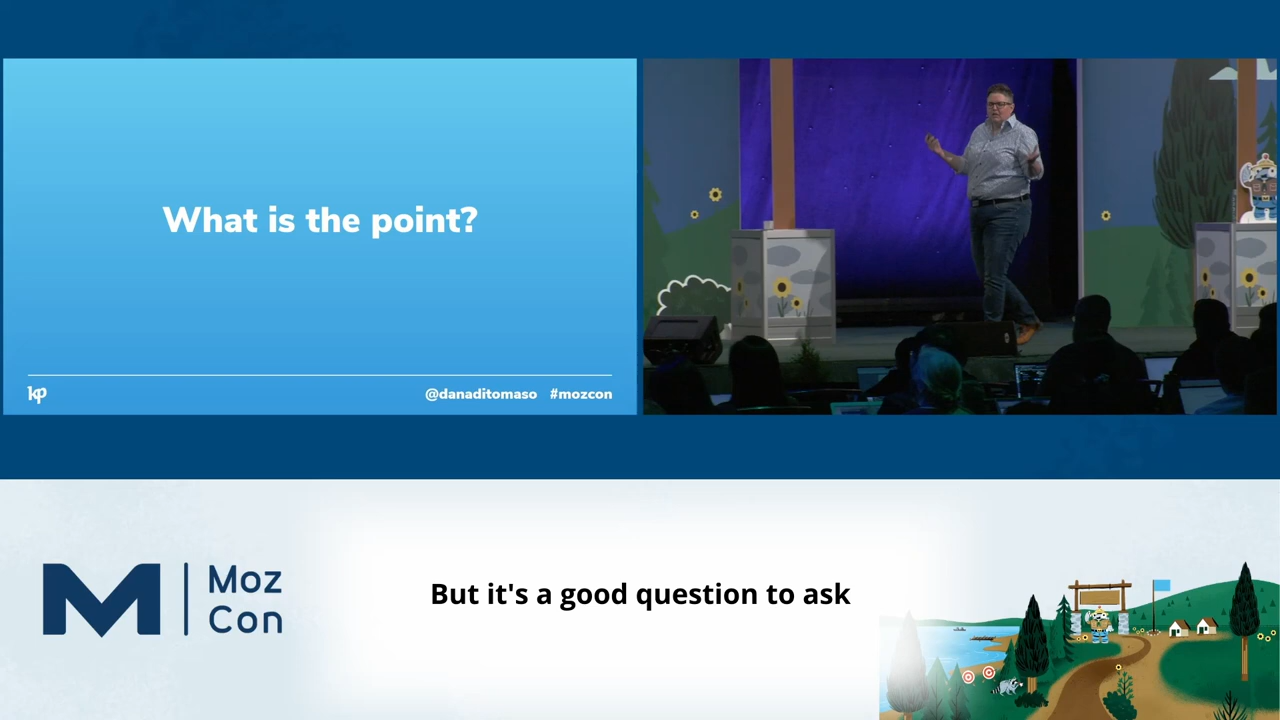 What is the point?
kp
@danaditomaso #mozcon
Moz
Con
But it's a good question to ask